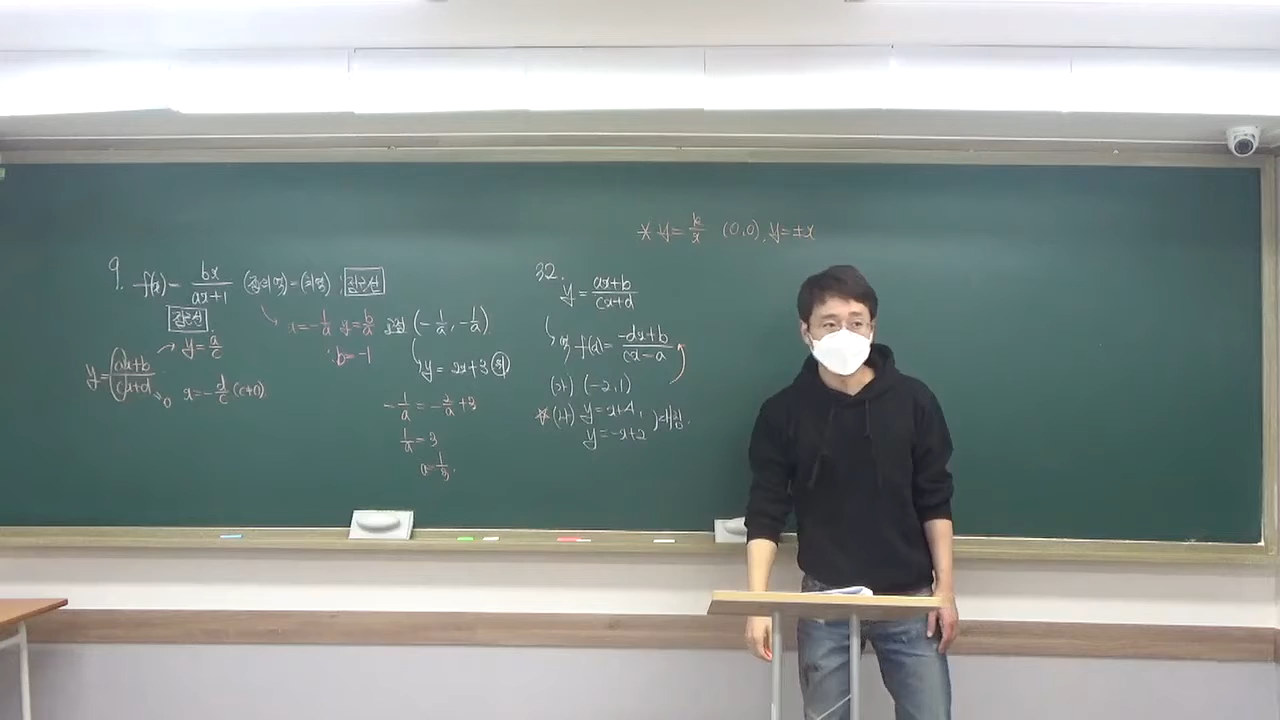 * y = k/x (0,0), y = ±x
9. f(x) = bx/(ax+1) (정의역) = (치역) : 점근선
점근선
x = -1/a y = b/a 교점 (-1/a, -1/a)
y = a/c
∴ b = -1
y = 2x+3
y = (ax+b)/(cx+d)
→0 x = -d/c (c≠0)
-1/a = -2/a + 3
1/a = 3
a = 1/3.
32.
y = (ax+b)/(cx+d)
역 f(x) = (-dx+b)/(cx-a)
(가) (-2, 1)
☆ (나) y = x+4,
y = -x+2 ) 대칭.